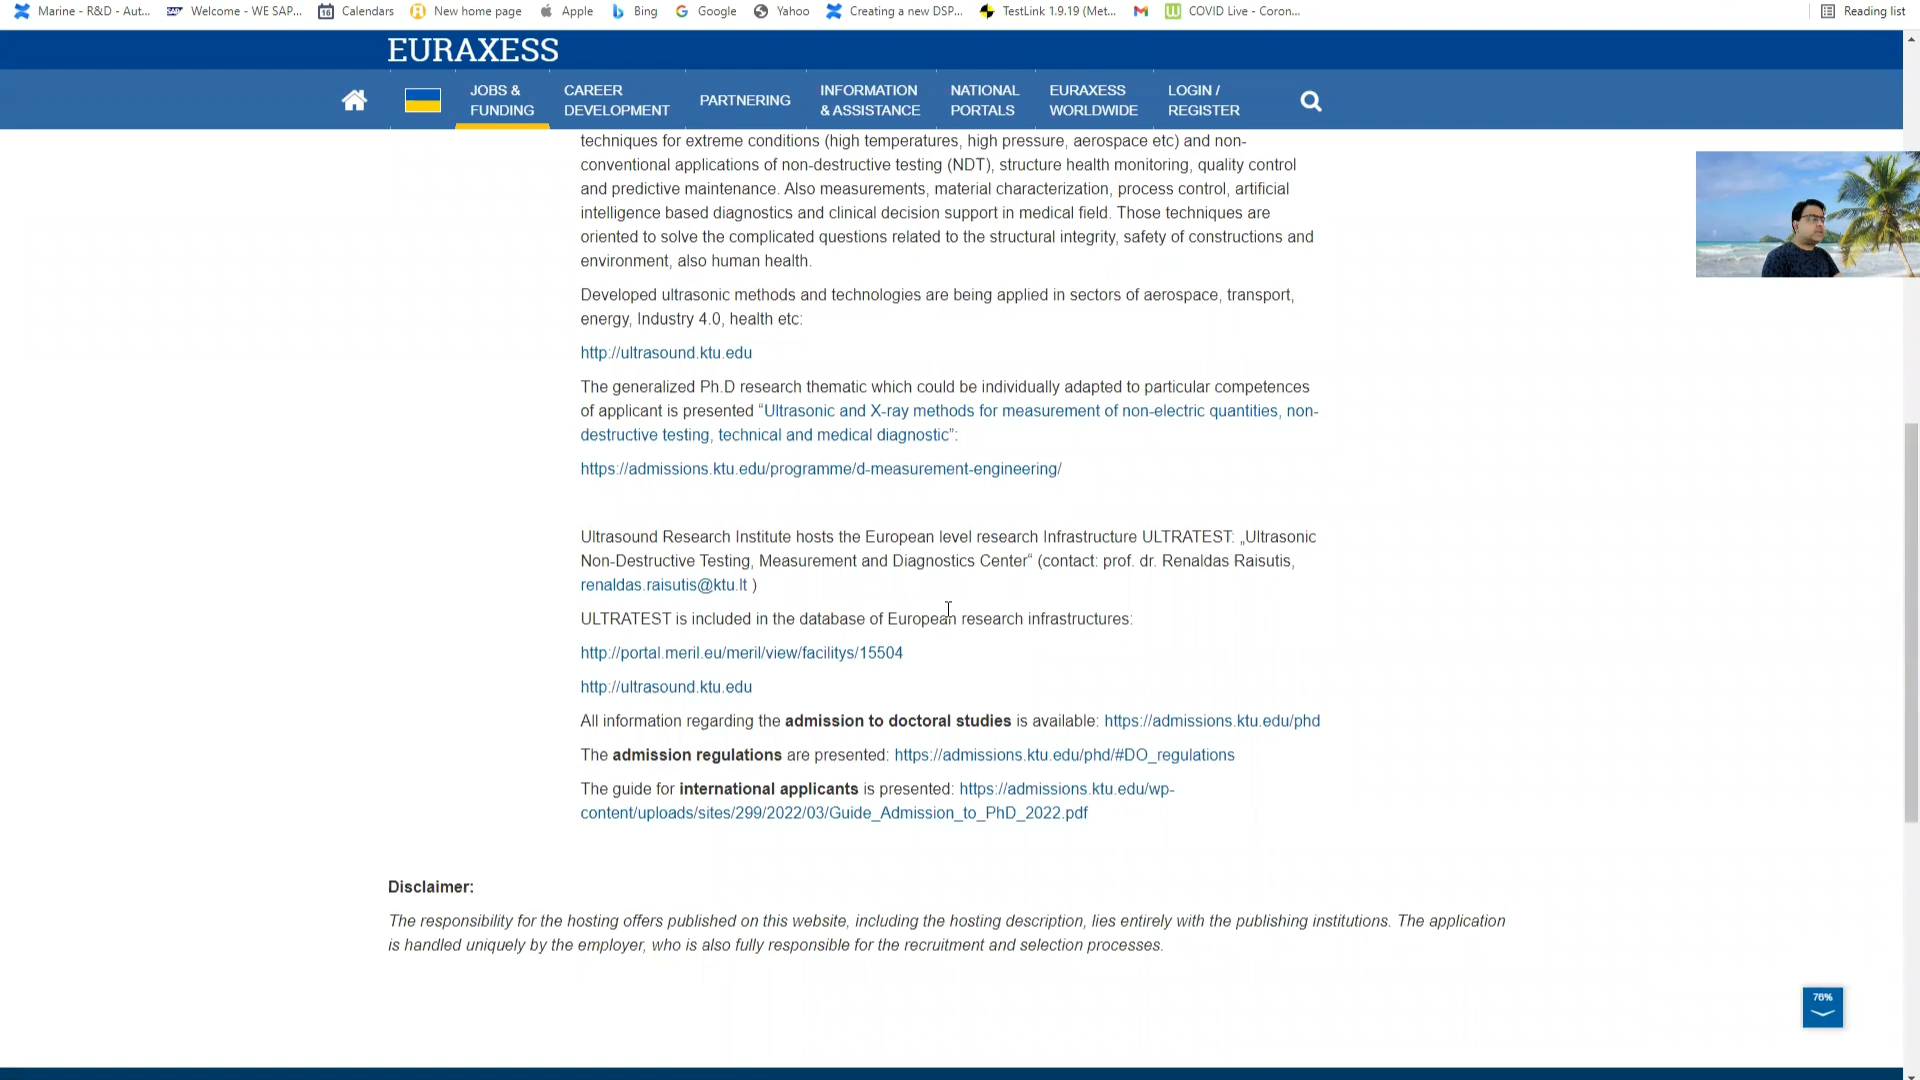 Marine - R&D - Aut...
Welcome - WE SAP...
Calendars
New home page
Apple
Bing
Google
Yahoo
Creating a new DSP...
TestLink 1.9.19 (Met...
COVID Live - Coron...
Reading list
EURAXESS
JOBS &
FUNDING
CAREER
DEVELOPMENT
PARTNERING
INFORMATION
& ASSISTANCE
NATIONAL
PORTALS
EURAXESS
WORLDWIDE
LOGIN /
REGISTER
techniques for extreme conditions (high temperatures, high pressure, aerospace etc) and non-
conventional applications of non-destructive testing (NDT), structure health monitoring, quality control
and predictive maintenance. Also measurements, material characterization, process control, artificial
intelligence based diagnostics and clinical decision support in medical field. Those techniques are
oriented to solve the complicated questions related to the structural integrity, safety of constructions and
environment, also human health.
Developed ultrasonic methods and technologies are being applied in sectors of aerospace, transport,
energy, Industry 4.0, health etc:
http://ultrasound.ktu.edu
The generalized Ph.D research thematic which could be individually adapted to particular competences
of applicant is presented “Ultrasonic and X-ray methods for measurement of non-electric quantities, non-
destructive testing, technical and medical diagnostic”:
https://admissions.ktu.edu/programme/d-measurement-engineering/
Ultrasound Research Institute hosts the European level research Infrastructure ULTRATEST: „Ultrasonic
Non-Destructive Testing, Measurement and Diagnostics Center“ (contact: prof. dr. Renaldas Raisutis,
renaldas.raisutis@ktu.lt )
ULTRATEST is included in the database of European research infrastructures:
http://portal.meril.eu/meril/view/facilitys/15504
http://ultrasound.ktu.edu
All information regarding the admission to doctoral studies is available: https://admissions.ktu.edu/phd
The admission regulations are presented: https://admissions.ktu.edu/phd/#DO_regulations
The guide for international applicants is presented: https://admissions.ktu.edu/wp-
content/uploads/sites/299/2022/03/Guide_Admission_to_PhD_2022.pdf
Disclaimer:
The responsibility for the hosting offers published on this website, including the hosting description, lies entirely with the publishing institutions. The application
is handled uniquely by the employer, who is also fully responsible for the recruitment and selection processes.
76%